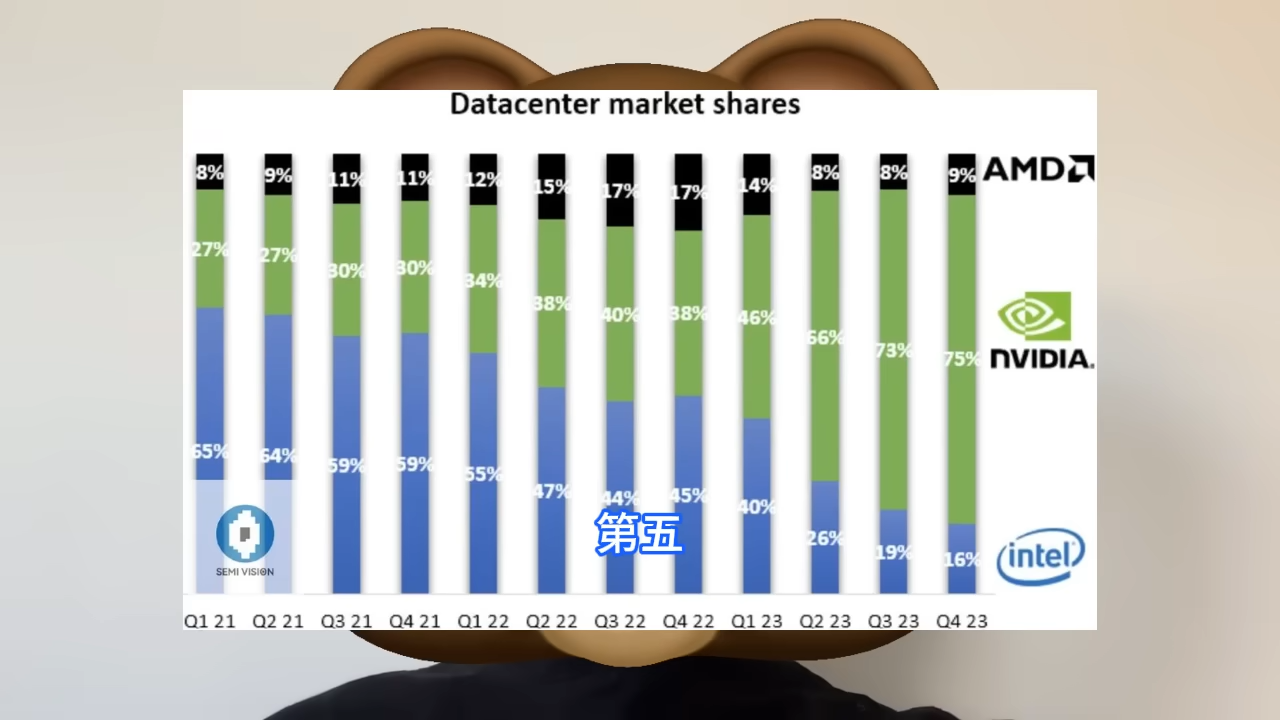 Datacenter market shares
8% 9% 11% 11% 12% 15% 17% 17% 14% 8% 8% 9% AMD
27% 27% 30% 30% 34% 38% 40% 38% 46% 66% 73% 75% NVIDIA.
65% 64% 59% 59% 55% 47% 44% 45% 40% 26% 19% 16% intel
第五
SEMI VISION
Q1 21 Q2 21 Q3 21 Q4 21 Q1 22 Q2 22 Q3 22 Q4 22 Q1 23 Q2 23 Q3 23 Q4 23